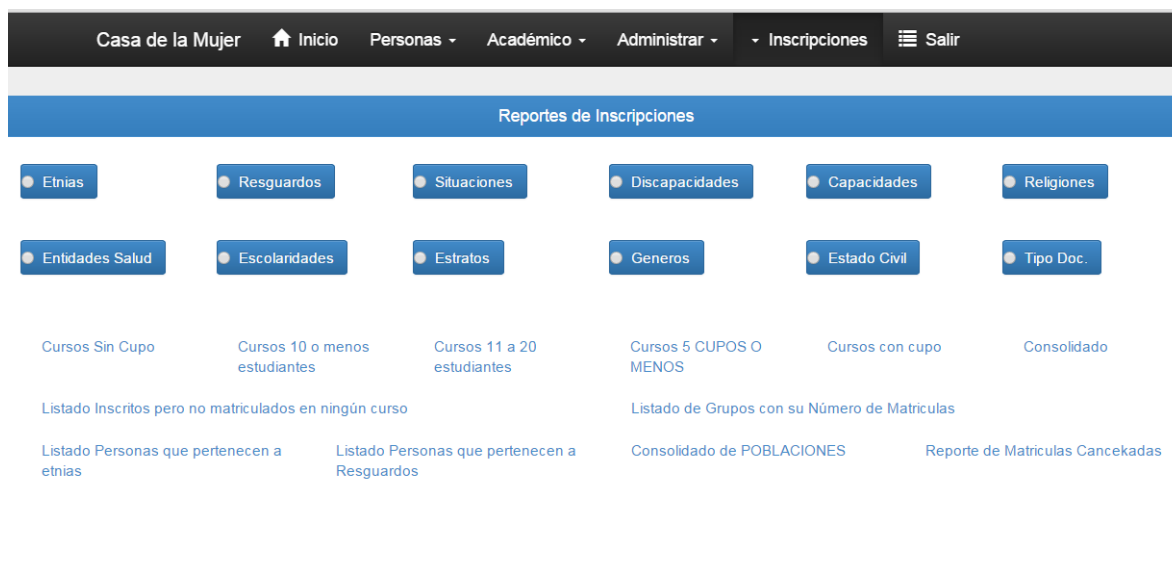 Casa de la Mujer Inicio Personas Académico Administrar Inscripciones Salir
Reportes de Inscripciones
Etnias Resguardos Situaciones Discapacidades Capacidades Religiones
Entidades Salud Escolaridades Estratos Generos Estado Civil Tipo Doc.
Cursos Sin Cupo
Cursos 10 o menos
estudiantes
Cursos 11 a 20
estudiantes
Cursos 5 CUPOS O
MENOS
Cursos con cupo
Consolidado
Listado Inscritos pero no matriculados en ningún curso
Listado de Grupos con su Número de Matriculas
Listado Personas que pertenecen a
etnias
Listado Personas que pertenecen a
Resguardos
Consolidado de POBLACIONES
Reporte de Matriculas Cancekadas